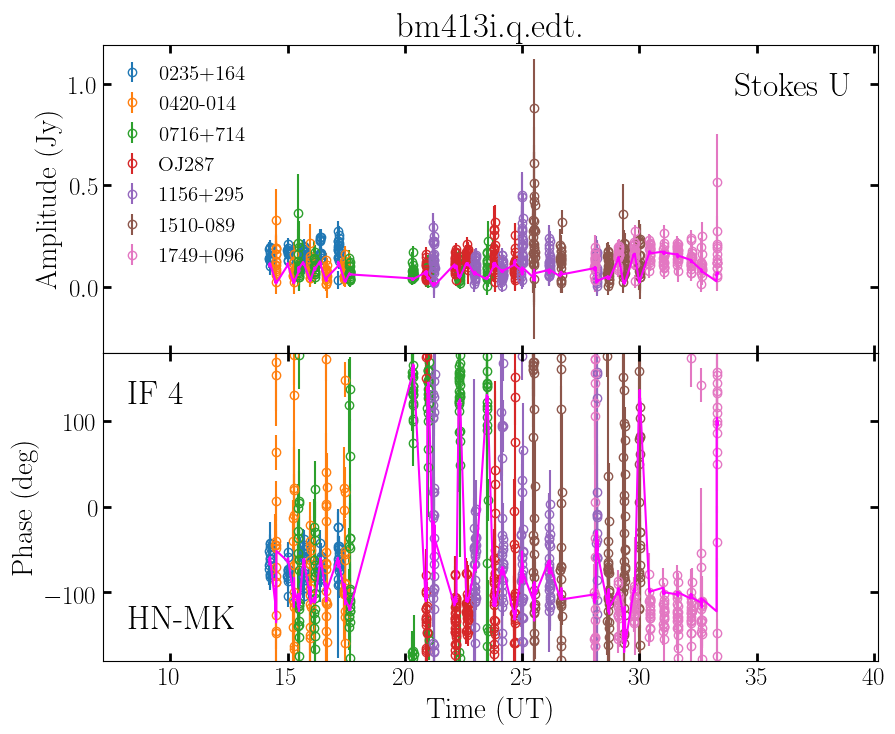 bm413i.q.edt.
Stokes U
0235+164
0420-014
0716+714
OJ287
1156+295
1510-089
1749+096
1.0
0.5
0.0
Amplitude (Jy)
IF 4
HN-MK
100
0
−100
Phase (deg)
10 15 20 25 30 35 40
Time (UT)